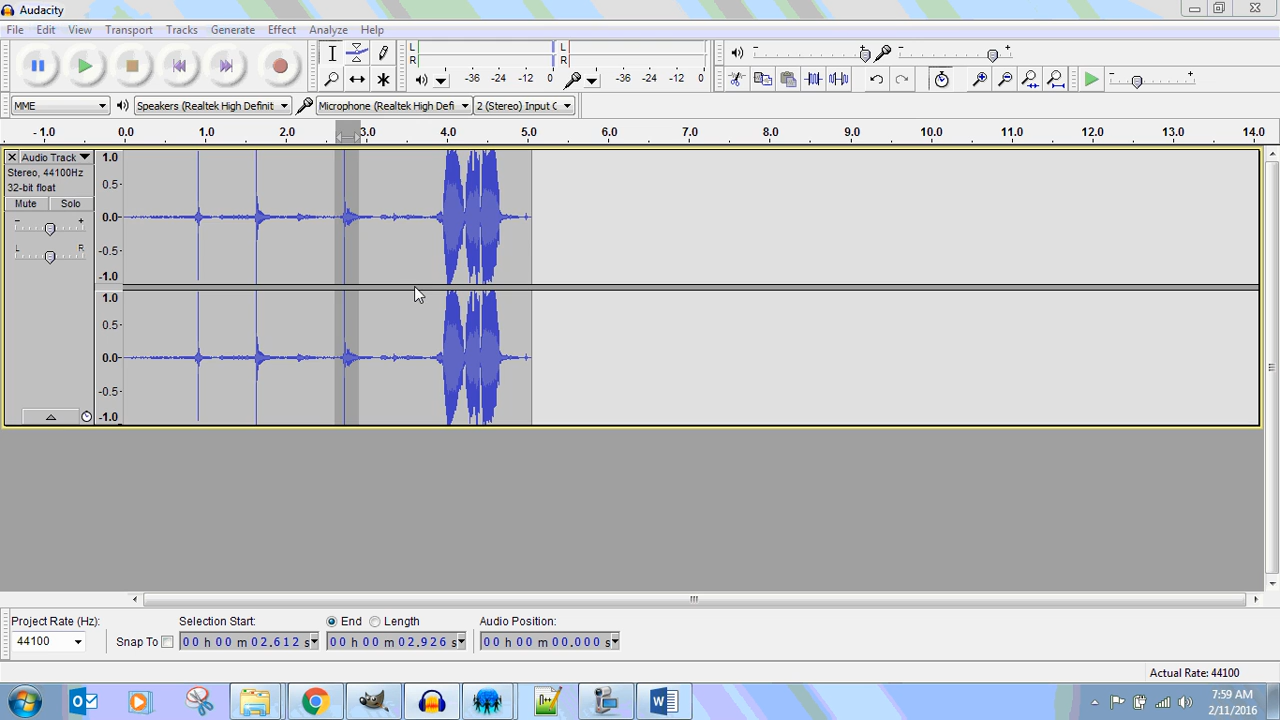 Audacity
File Edit View Transport Tracks Generate Effect Analyze Help
L
R
-36 -24 -12 0
L
R
-36 -24 -12 0
MME
Speakers (Realtek High Definit
Microphone (Realtek High Defi
2 (Stereo) Input C
- 1.0 0.0 1.0 2.0 3.0 4.0 5.0 6.0 7.0 8.0 9.0 10.0 11.0 12.0 13.0 14.0
Audio Track
Stereo, 44100Hz
32-bit float
Mute Solo
- +
L R
1.0
0.5-
0.0-
-0.5-
-1.0
1.0
0.5-
0.0-
-0.5-
-1.0
Project Rate (Hz):
44100
Snap To
Selection Start:
00 h 00 m 02.612 s
End Length
00 h 00 m 02.926 s
Audio Position:
00 h 00 m 00.000 s
Actual Rate: 44100
7:59 AM
2/11/2016